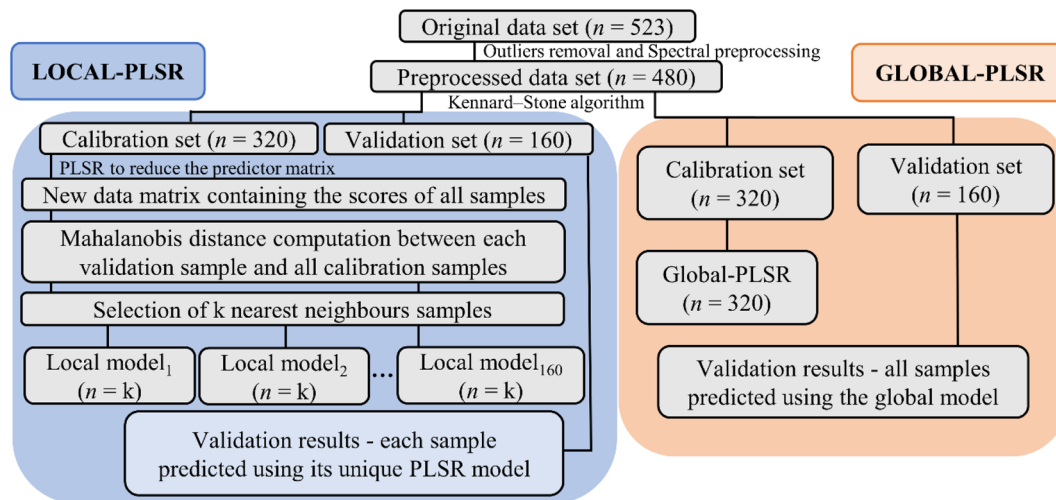 Original data set (n = 523)
Outliers removal and Spectral preprocessing
LOCAL-PLSR
Preprocessed data set (n = 480)
GLOBAL-PLSR
Kennard–Stone algorithm
Calibration set (n = 320)
Validation set (n = 160)
PLSR to reduce the predictor matrix
New data matrix containing the scores of all samples
Mahalanobis distance computation between each
validation sample and all calibration samples
Selection of k nearest neighbours samples
Local model₁
(n = k)
Local model₂
(n = k)
...
Local model₁₆₀
(n = k)
Validation results - each sample
predicted using its unique PLSR model
Calibration set
(n = 320)
Validation set
(n = 160)
Global-PLSR
(n = 320)
Validation results - all samples
predicted using the global model